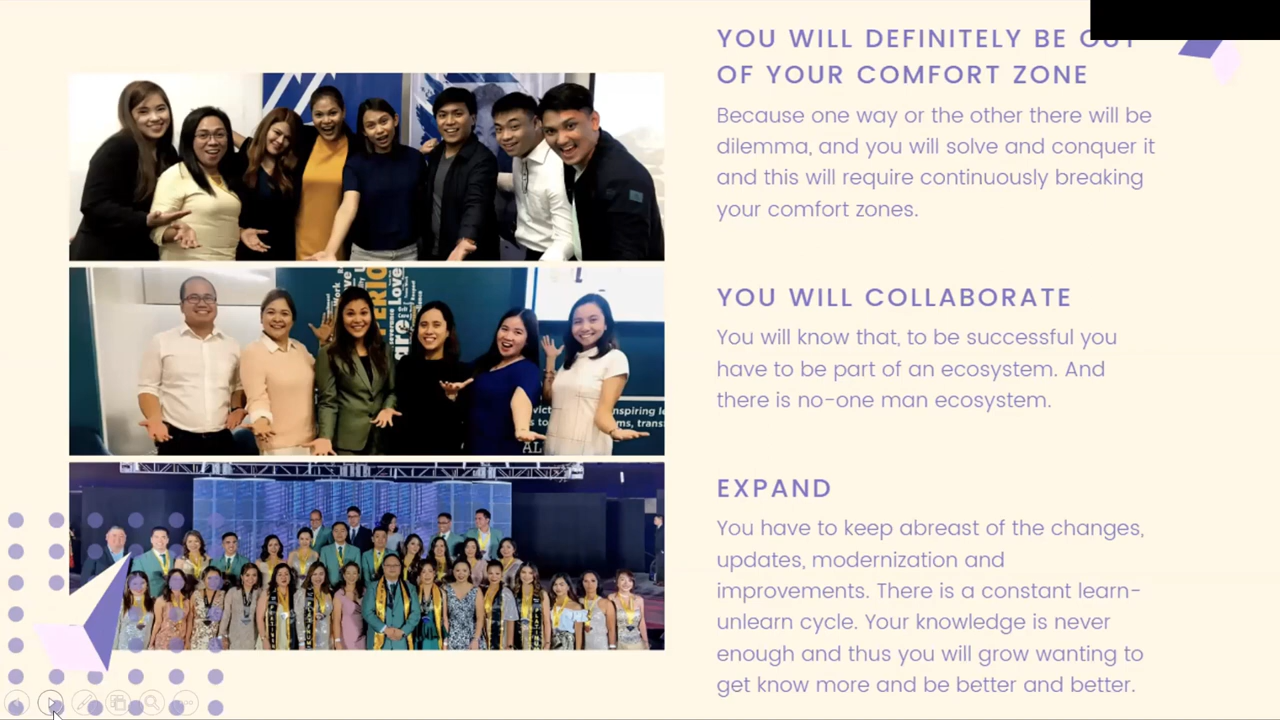 YOU WILL DEFINITELY BE OUT
OF YOUR COMFORT ZONE
Because one way or the other there will be
dilemma, and you will solve and conquer it
and this will require continuously breaking
your comfort zones.
YOU WILL COLLABORATE
You will know that, to be successful you
have to be part of an ecosystem. And
there is no-one man ecosystem.
EXPAND
You have to keep abreast of the changes,
updates, modernization and
improvements. There is a constant learn-
unlearn cycle. Your knowledge is never
enough and thus you will grow wanting to
get know more and be better and better.